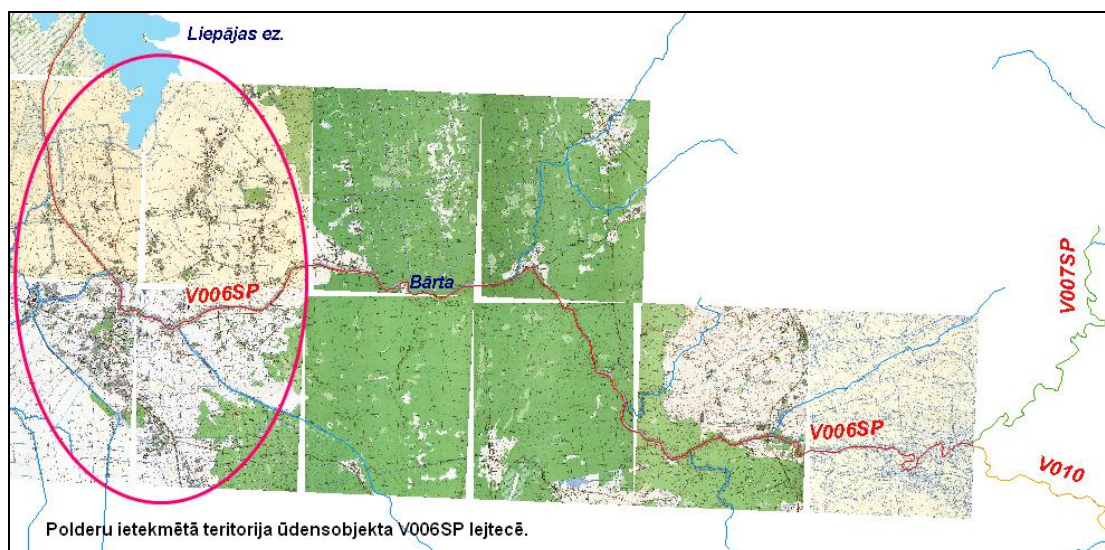 Liepājas ez.
V006SP
Bārta
V007SP
V006SP
V010
Polderu ietekmētā teritorija ūdensobjekta V006SP lejtecē.